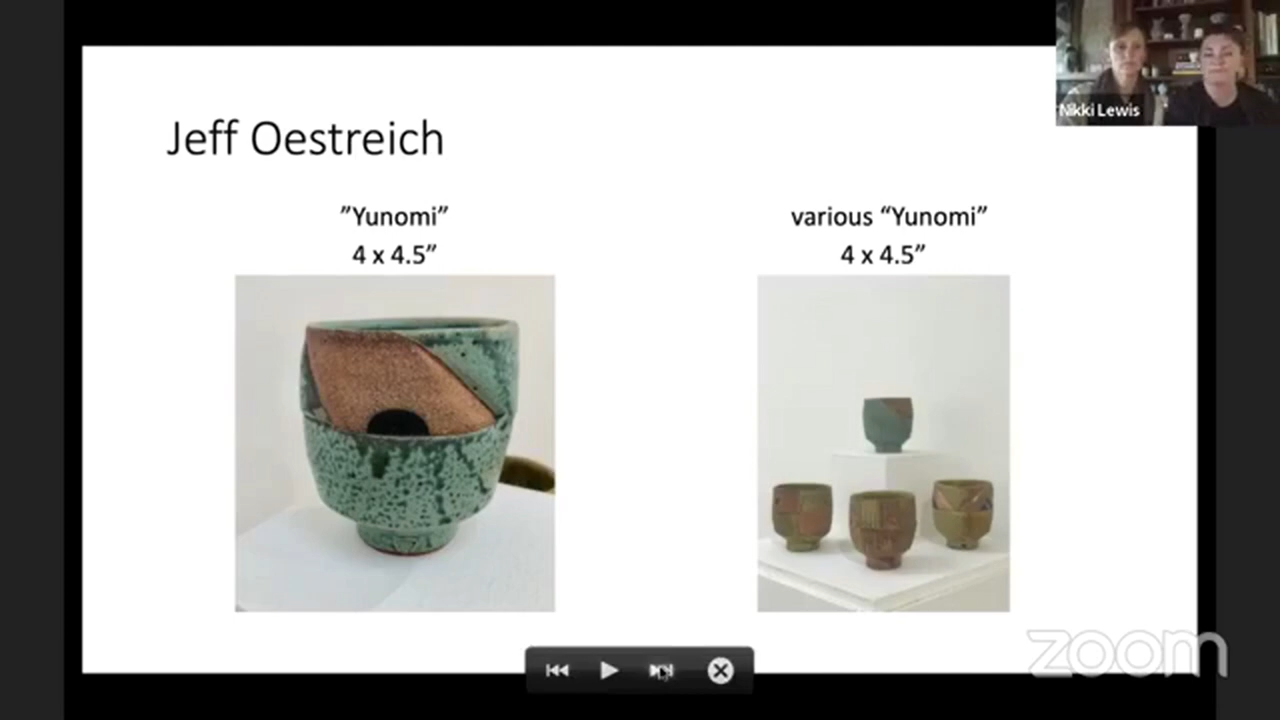 Jeff Oestreich
”Yunomi”
4 x 4.5”
various “Yunomi”
4 x 4.5”
Nikki Lewis
zoom